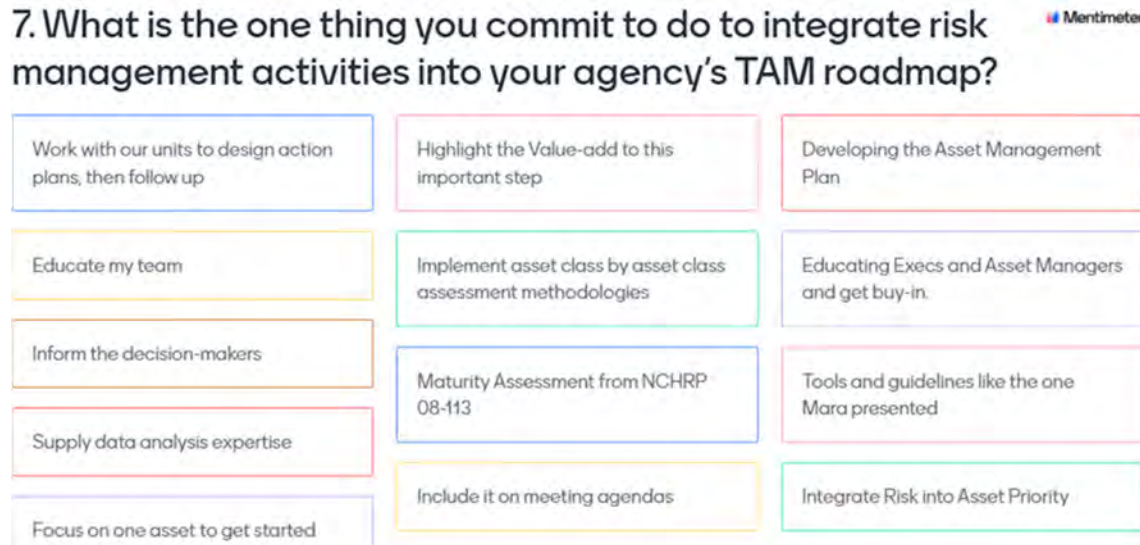 7. What is the one thing you commit to do to integrate risk
management activities into your agency's TAM roadmap?
Mentimeter
Work with our units to design action
plans, then follow up
Educate my team
Inform the decision-makers
Supply data analysis expertise
Focus on one asset to get started
Highlight the Value-add to this
important step
Implement asset class by asset class
assessment methodologies
Maturity Assessment from NCHRP
08-113
Include it on meeting agendas
Developing the Asset Management
Plan
Educating Execs and Asset Managers
and get buy-in.
Tools and guidelines like the one
Mara presented
Integrate Risk into Asset Priority